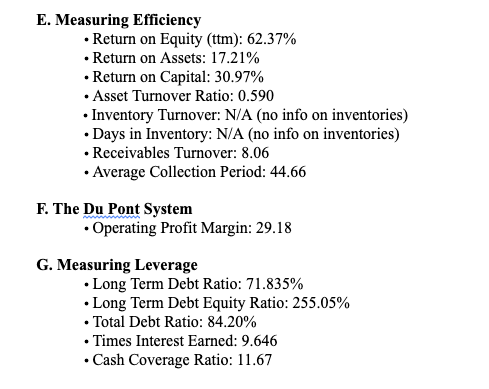 E. Measuring Efficiency
• Return on Equity (ttm): 62.37%
• Return on Assets: 17.21%
• Return on Capital: 30.97%
• Asset Turnover Ratio: 0.590
• Inventory Turnover: N/A (no info on inventories)
• Days in Inventory: N/A (no info on inventories)
• Receivables Turnover: 8.06
• Average Collection Period: 44.66
F. The Du Pont System
• Operating Profit Margin: 29.18
G. Measuring Leverage
• Long Term Debt Ratio: 71.835%
• Long Term Debt Equity Ratio: 255.05%
• Total Debt Ratio: 84.20%
• Times Interest Earned: 9.646
• Cash Coverage Ratio: 11.67